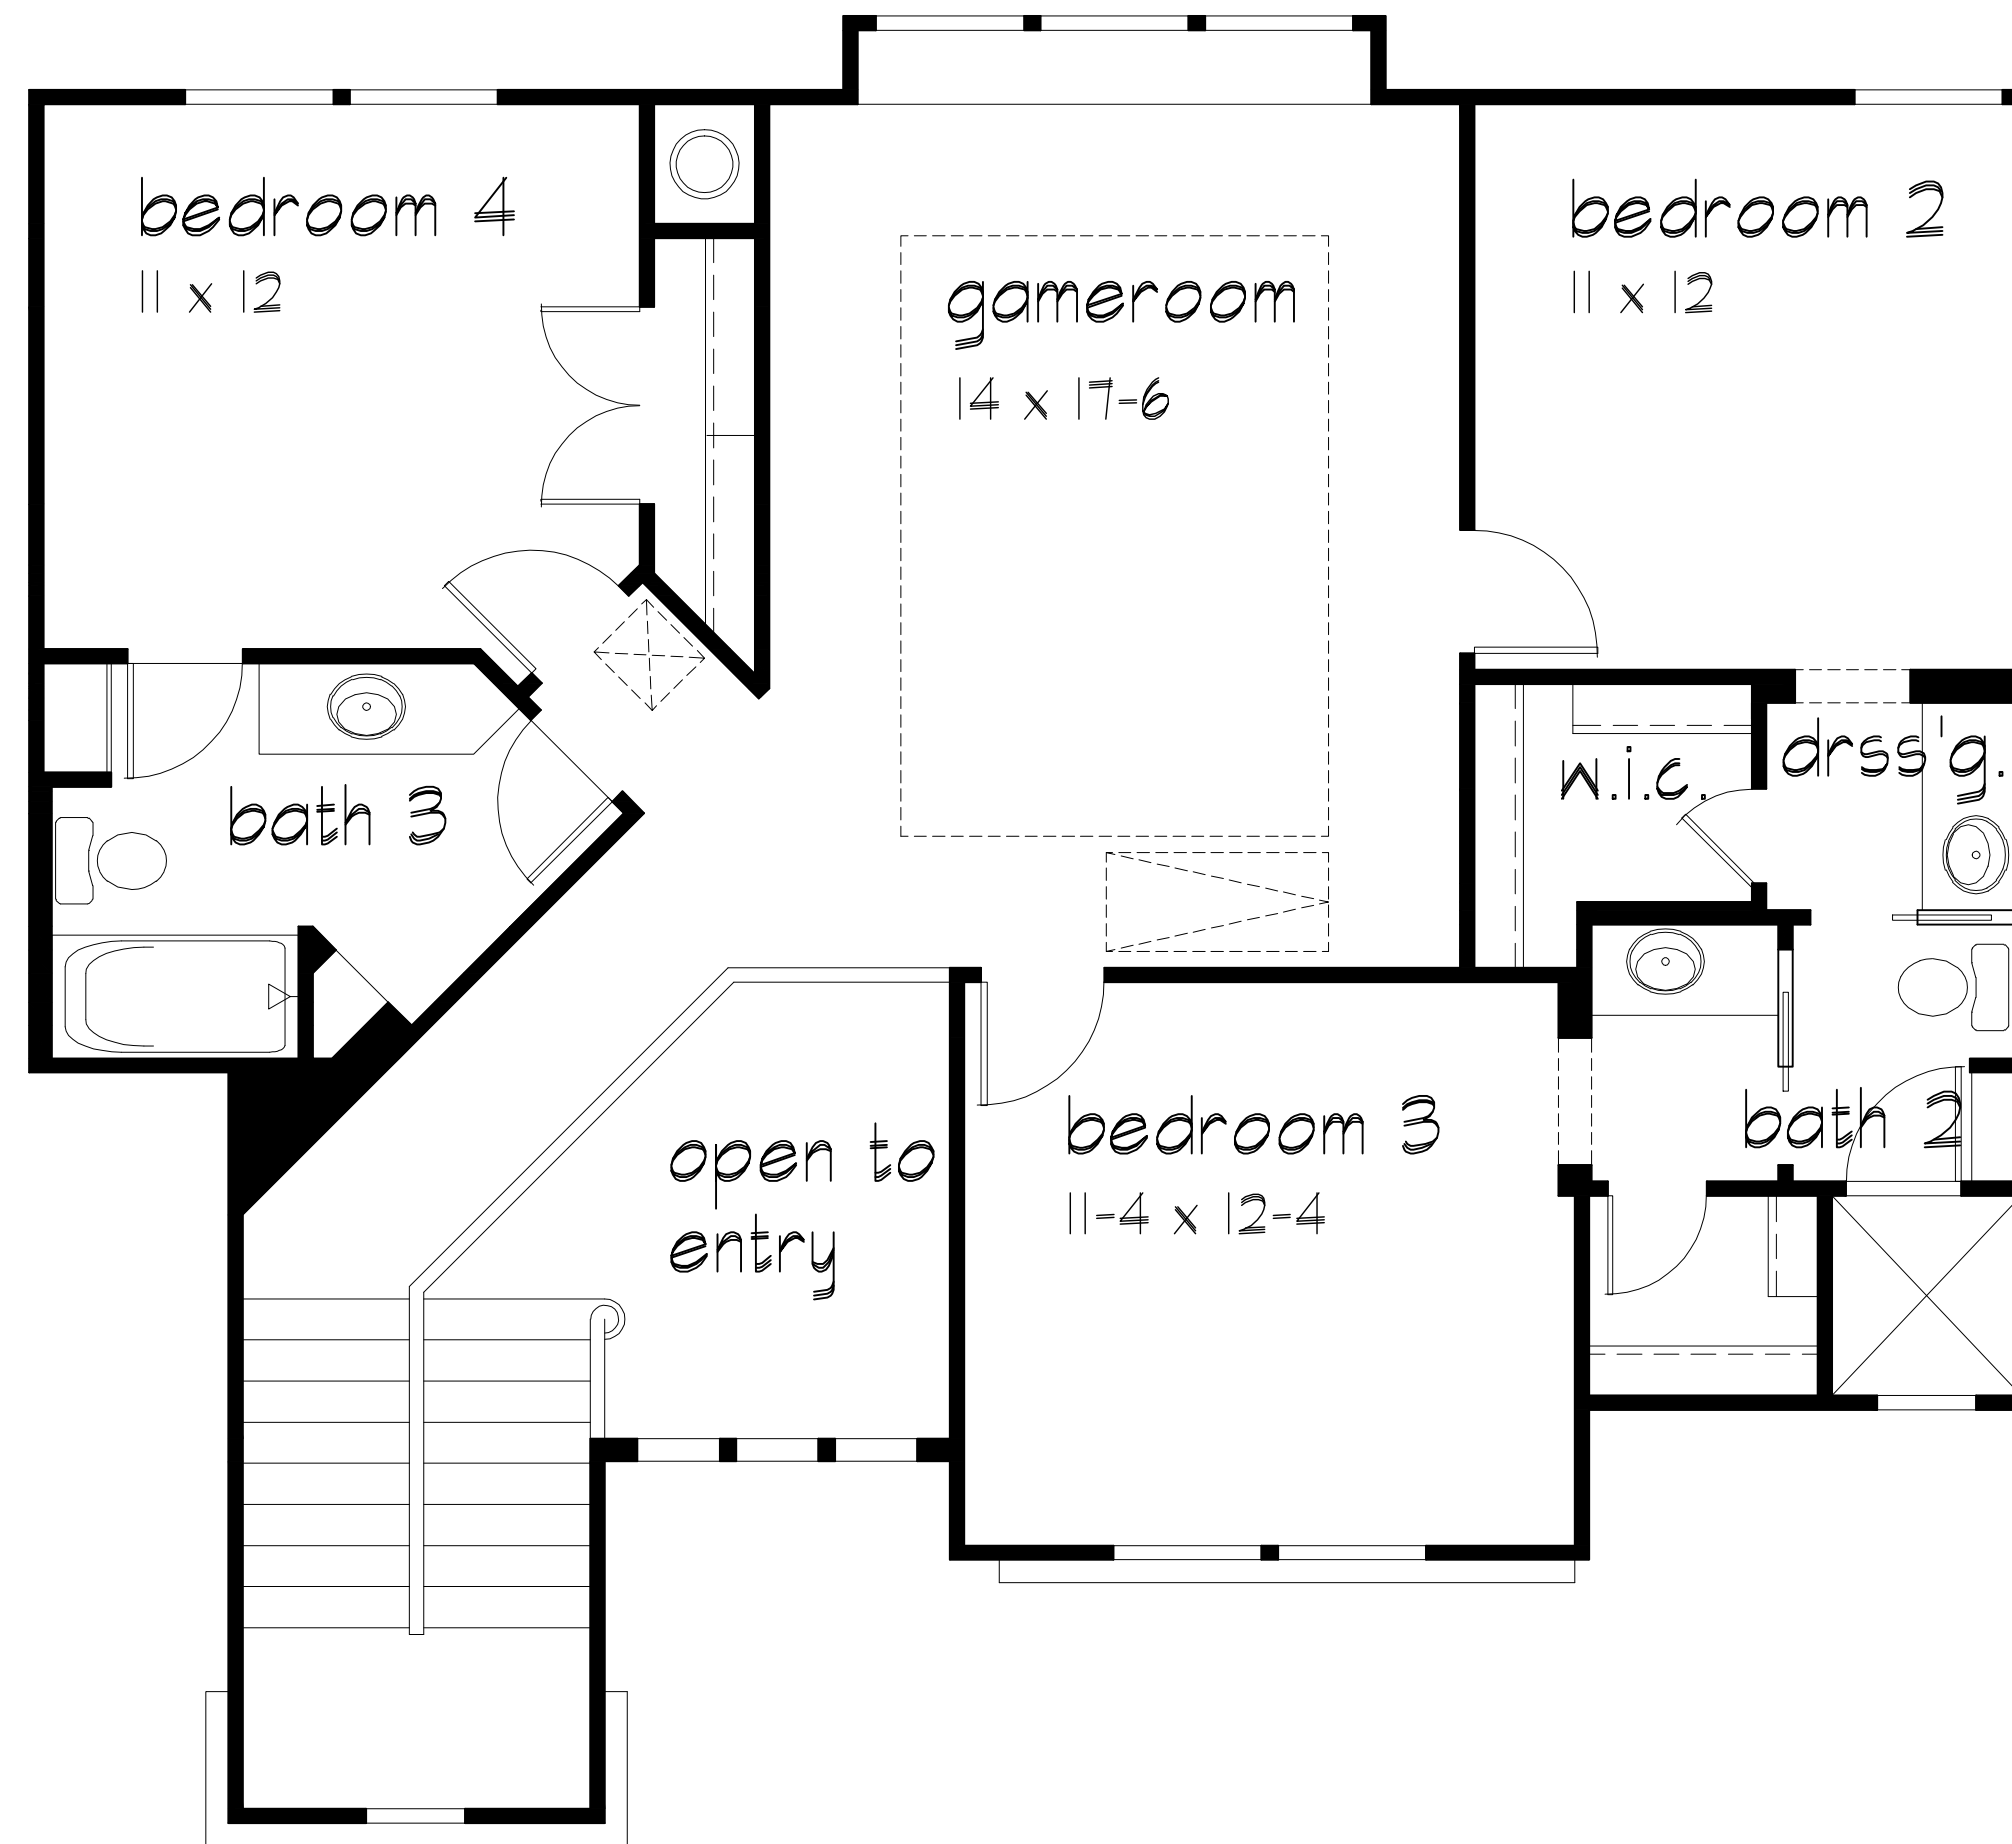 bedroom 4
11 x 12
gameroom
14 x 17-6
bedroom 2
11 x 12
w.i.c.
drss'g.
bath 3
bedroom 3
11-4 x 12-4
bath 2
open to
entry